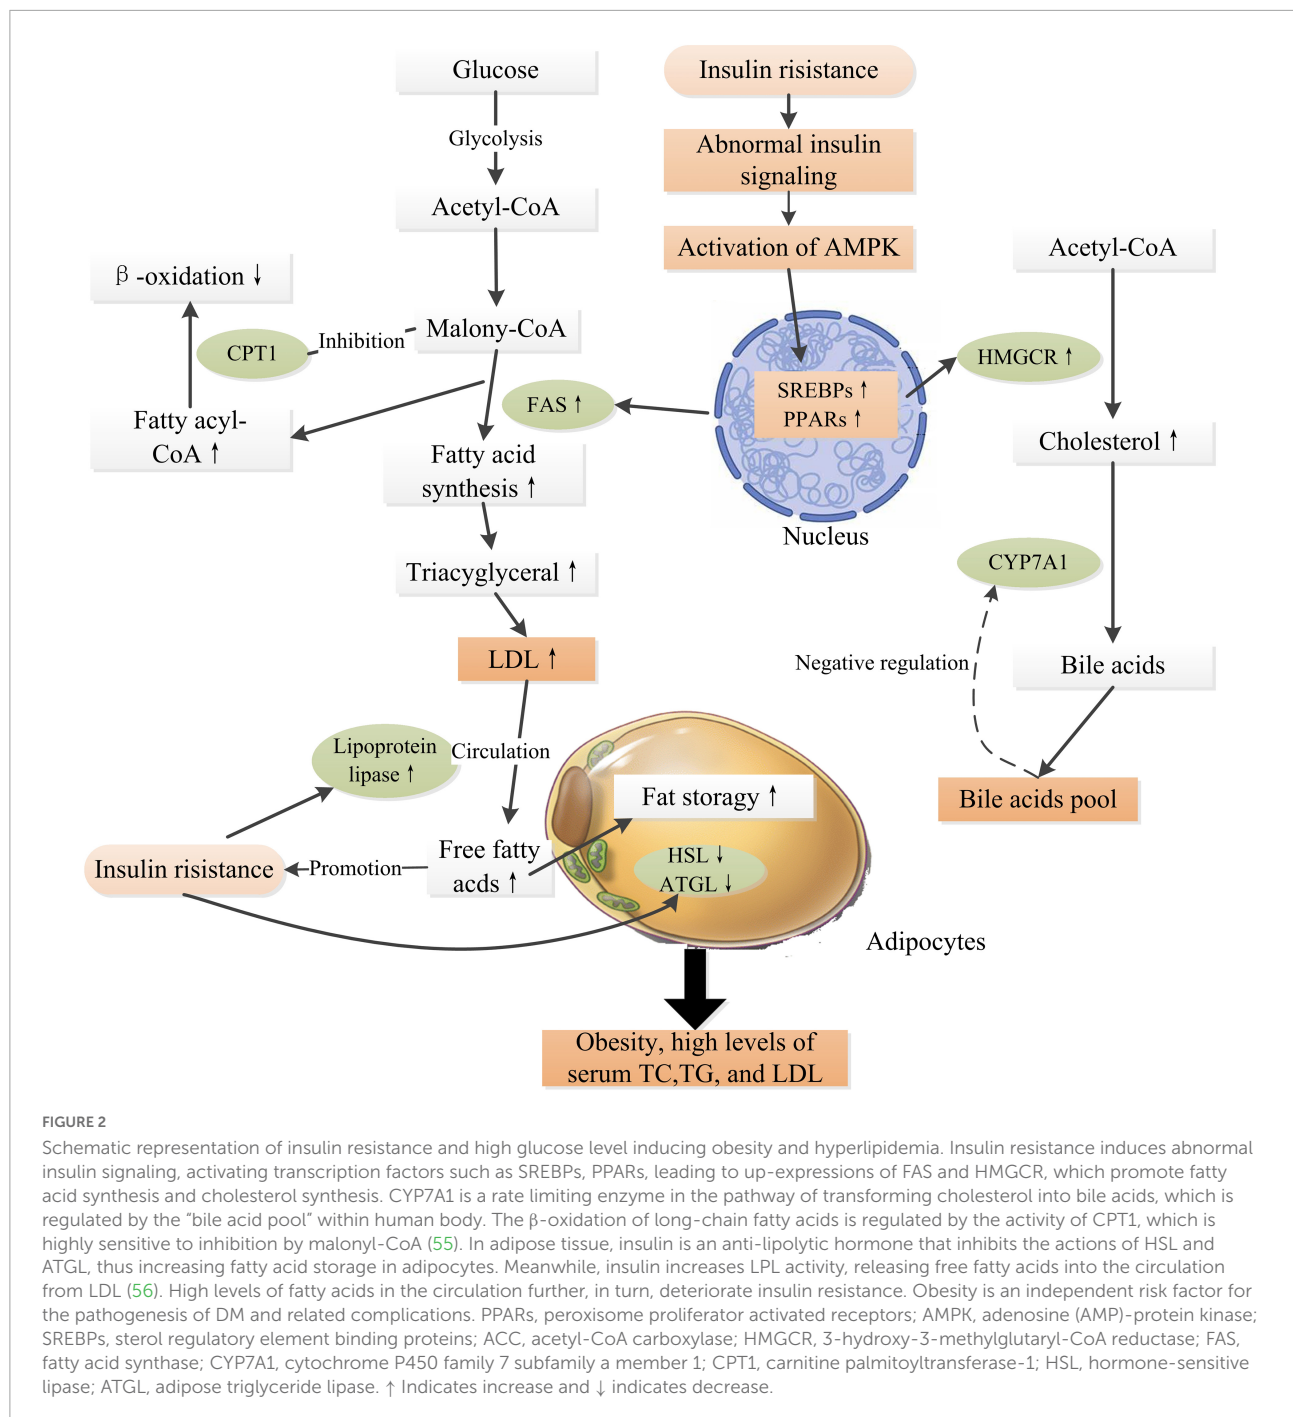 Glucose
Glycolysis
Acetyl-CoA
β-oxidation ↓
CPT1
Inhibition
Malony-CoA
Fatty acyl-
CoA ↑
FAS ↑
Fatty acid
synthesis ↑
Triacyglyceral ↑
LDL ↑
Circulation
Lipoprotein
lipase ↑
Insulin risistance
Promotion
Free fatty
acds ↑
Insulin risistance
Abnormal insulin
signaling
Activation of AMPK
SREBPs ↑
PPARs ↑
Nucleus
Acetyl-CoA
HMGCR ↑
Cholesterol ↑
CYP7A1
Negative regulation
Bile acids
Bile acids pool
Fat storagy ↑
HSL ↓
ATGL ↓
Adipocytes
Obesity, high levels of
serum TC,TG, and LDL
FIGURE 2
Schematic representation of insulin resistance and high glucose level inducing obesity and hyperlipidemia. Insulin resistance induces abnormal
insulin signaling, activating transcription factors such as SREBPs, PPARs, leading to up-expressions of FAS and HMGCR, which promote fatty
acid synthesis and cholesterol synthesis. CYP7A1 is a rate limiting enzyme in the pathway of transforming cholesterol into bile acids, which is
regulated by the “bile acid pool” within human body. The β-oxidation of long-chain fatty acids is regulated by the activity of CPT1, which is
highly sensitive to inhibition by malonyl-CoA (55). In adipose tissue, insulin is an anti-lipolytic hormone that inhibits the actions of HSL and
ATGL, thus increasing fatty acid storage in adipocytes. Meanwhile, insulin increases LPL activity, releasing free fatty acids into the circulation
from LDL (56). High levels of fatty acids in the circulation further, in turn, deteriorate insulin resistance. Obesity is an independent risk factor for
the pathogenesis of DM and related complications. PPARs, peroxisome proliferator activated receptors; AMPK, adenosine (AMP)-protein kinase;
SREBPs, sterol regulatory element binding proteins; ACC, acetyl-CoA carboxylase; HMGCR, 3-hydroxy-3-methylglutaryl-CoA reductase; FAS,
fatty acid synthase; CYP7A1, cytochrome P450 family 7 subfamily a member 1; CPT1, carnitine palmitoyltransferase-1; HSL, hormone-sensitive
lipase; ATGL, adipose triglyceride lipase. ↑ Indicates increase and ↓ indicates decrease.